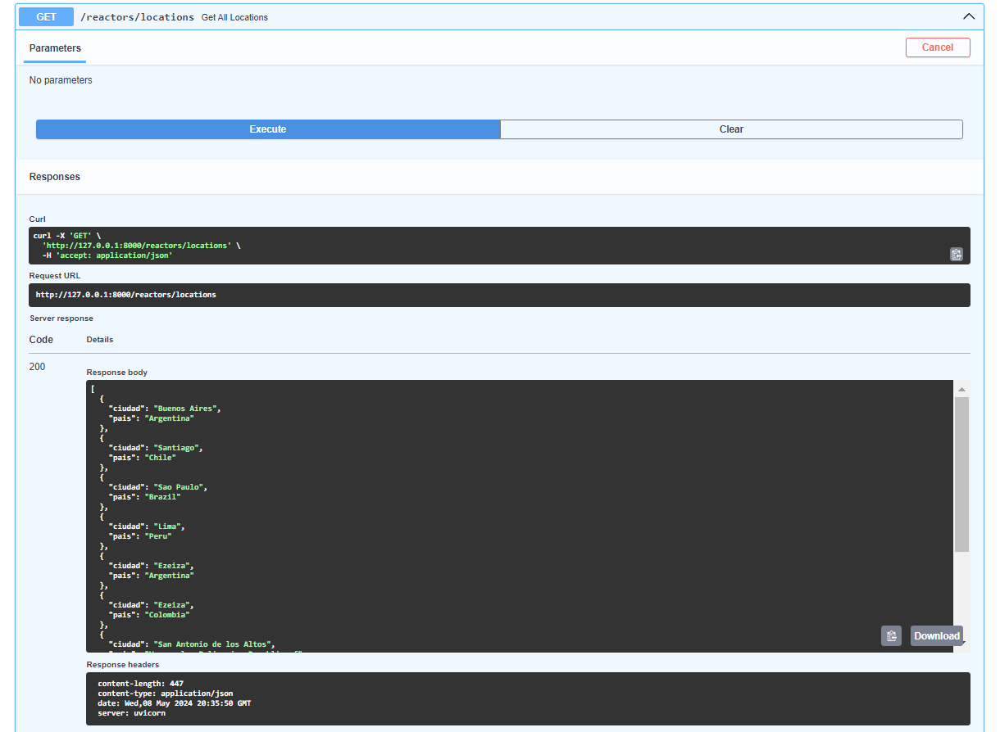 GET /reactors/locations Get All Locations
Parameters
Cancel
No parameters
Execute
Clear
Responses
Curl
curl -X 'GET' \
  'http://127.0.0.1:8000/reactors/locations' \
  -H 'accept: application/json'
Request URL
http://127.0.0.1:8000/reactors/locations
Server response
Code Details
200
Response body
[
  {
    "ciudad": "Buenos Aires",
    "pais": "Argentina"
  },
  {
    "ciudad": "Santiago",
    "pais": "Chile"
  },
  {
    "ciudad": "Sao Paulo",
    "pais": "Brazil"
  },
  {
    "ciudad": "Lima",
    "pais": "Peru"
  },
  {
    "ciudad": "Ezeiza",
    "pais": "Argentina"
  },
  {
    "ciudad": "Ezeiza",
    "pais": "Colombia"
  },
  {
    "ciudad": "San Antonio de los Altos",
Download
Response headers
content-length: 447
content-type: application/json
date: Wed,08 May 2024 20:35:50 GMT
server: uvicorn